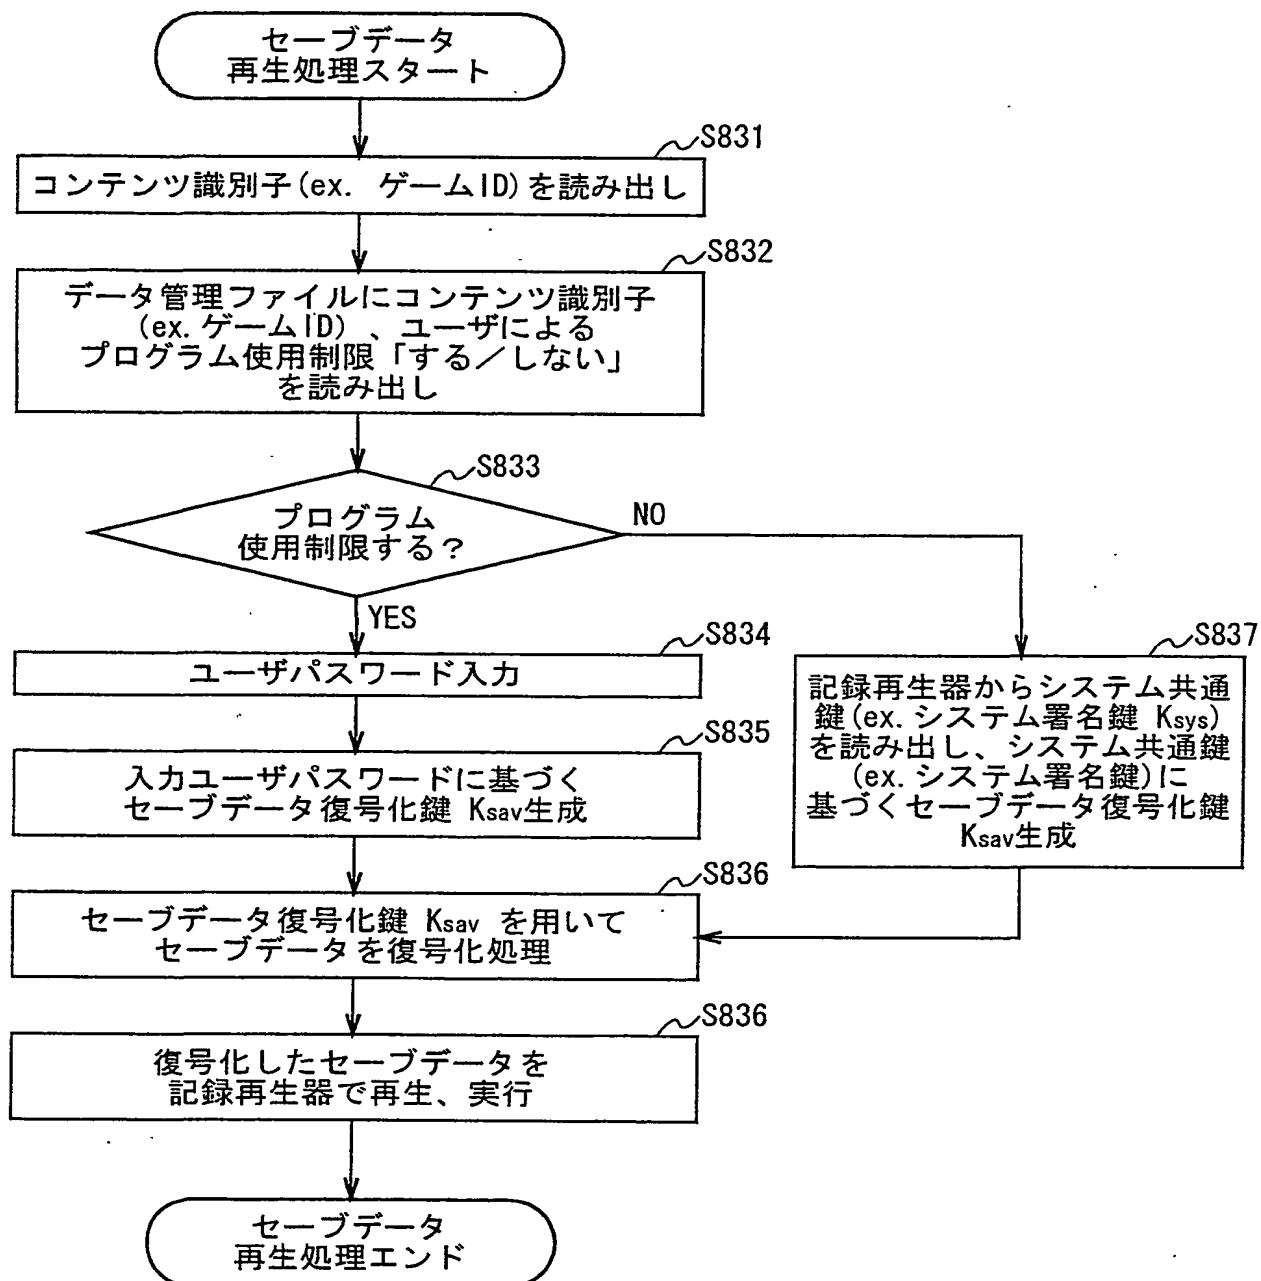 セーブデータ
再生処理スタート
S831
コンテンツ識別子(ex. ゲームID)を読み出し
S832
データ管理ファイルにコンテンツ識別子
(ex.ゲームID) 、ユーザによる
プログラム使用制限「する／しない」
を読み出し
S833
プログラム
使用制限する？
NO
YES
S834
ユーザパスワード入力
S835
入力ユーザパスワードに基づく
セーブデータ復号化鍵 Ksav生成
S837
記録再生器からシステム共通
鍵(ex.システム署名鍵 Ksys)
を読み出し、システム共通鍵
(ex.システム署名鍵)に
基づくセーブデータ復号化鍵
Ksav生成
S836
セーブデータ復号化鍵 Ksav を用いて
セーブデータを復号化処理
S836
復号化したセーブデータを
記録再生器で再生、実行
セーブデータ
再生処理エンド